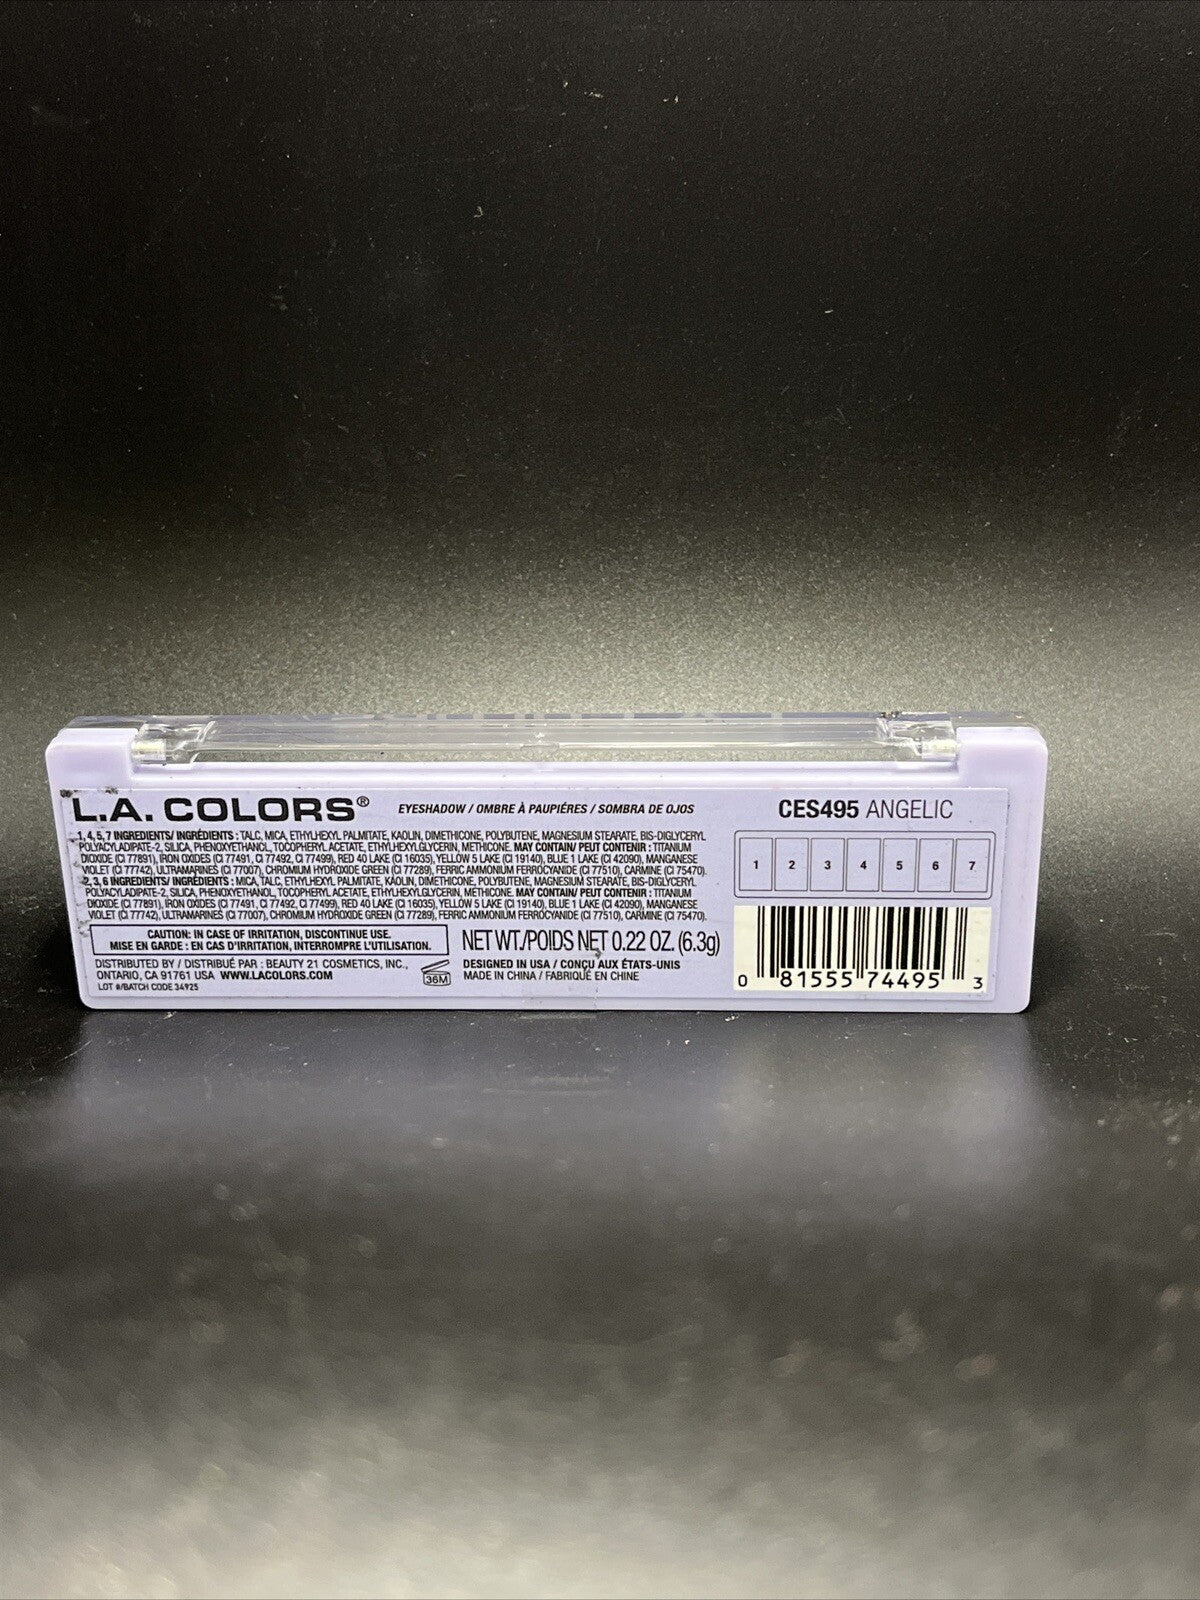 L.A. COLORS®
EYESHADOW / OMBRE À PAUPIÉRES / SOMBRA DE OJOS
1, 4, 5, 7 INGREDIENTS/ INGRÉDIENTS : TALC, MICA, ETHYLHEXYL PALMITATE, KAOLIN, DIMETHICONE, POLYBUTENE, MAGNESIUM STEARATE, BIS-DIGLYCERYL
POLYACYLADIPATE-2, SILICA, PHENOXYETHANOL, TOCOPHERYL ACETATE, ETHYLHEXYLGLYCERIN, METHICONE. MAY CONTAIN/ PEUT CONTENIR : TITANIUM
DIOXIDE (CI 77891), IRON OXIDES (CI 77491, CI 77492, CI 77499), RED 40 LAKE (CI 16035), YELLOW 5 LAKE (CI 19140), BLUE 1 LAKE (CI 42090), MANGANESE
VIOLET (CI 77742), ULTRAMARINES (CI 77007), CHROMIUM HYDROXIDE GREEN (CI 77289), FERRIC AMMONIUM FERROCYANIDE (CI 77510), CARMINE (CI 75470).
2, 3, 6 INGREDIENTS/ INGRÉDIENTS : MICA, TALC, ETHYLHEXYL PALMITATE, KAOLIN, DIMETHICONE, POLYBUTENE, MAGNESIUM STEARATE, BIS-DIGLYCERYL
POLYACYLADIPATE-2, SILICA, PHENOXYETHANOL, TOCOPHERYL ACETATE, ETHYLHEXYLGLYCERIN, METHICONE. MAY CONTAIN/ PEUT CONTENIR : TITANIUM
DIOXIDE (CI 77891), IRON OXIDES (CI 77491, CI 77492, CI 77499), RED 40 LAKE (CI 16035), YELLOW 5 LAKE (CI 19140), BLUE 1 LAKE (CI 42090), MANGANESE
VIOLET (CI 77742), ULTRAMARINES (CI 77007), CHROMIUM HYDROXIDE GREEN (CI 77289), FERRIC AMMONIUM FERROCYANIDE (CI 77510), CARMINE (CI 75470).
CAUTION: IN CASE OF IRRITATION, DISCONTINUE USE.
MISE EN GARDE : EN CAS D'IRRITATION, INTERROMPRE L'UTILISATION.
DISTRIBUTED BY / DISTRIBUÉ PAR : BEAUTY 21 COSMETICS, INC.,
ONTARIO, CA 91761 USA WWW.LACOLORS.COM
LOT #/BATCH CODE 34925
36M
NET WT./POIDS NET 0.22 OZ. (6.3g)
DESIGNED IN USA / CONÇU AUX ÉTATS-UNIS
MADE IN CHINA / FABRIQUÉ EN CHINE
CES495 ANGELIC
1 2 3 4 5 6 7
0 81555 74495 3